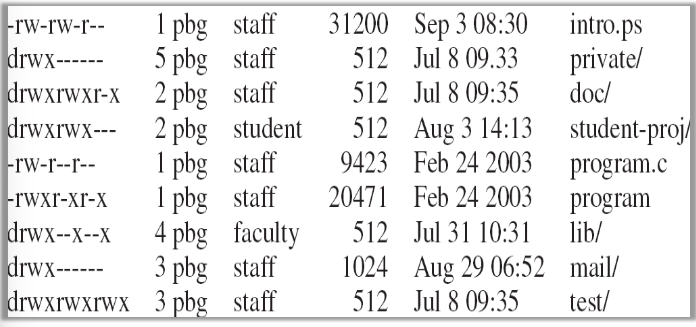 -rw-rw-r-- 1 pbg staff 31200 Sep 3 08:30 intro.ps
drwx------ 5 pbg staff 512 Jul 8 09.33 private/
drwxrwxr-x 2 pbg staff 512 Jul 8 09:35 doc/
drwxrwx--- 2 pbg student 512 Aug 3 14:13 student-proj/
-rw-r--r-- 1 pbg staff 9423 Feb 24 2003 program.c
-rwxr-xr-x 1 pbg staff 20471 Feb 24 2003 program
drwx--x--x 4 pbg faculty 512 Jul 31 10:31 lib/
drwx------ 3 pbg staff 1024 Aug 29 06:52 mail/
drwxrwxrwx 3 pbg staff 512 Jul 8 09:35 test/